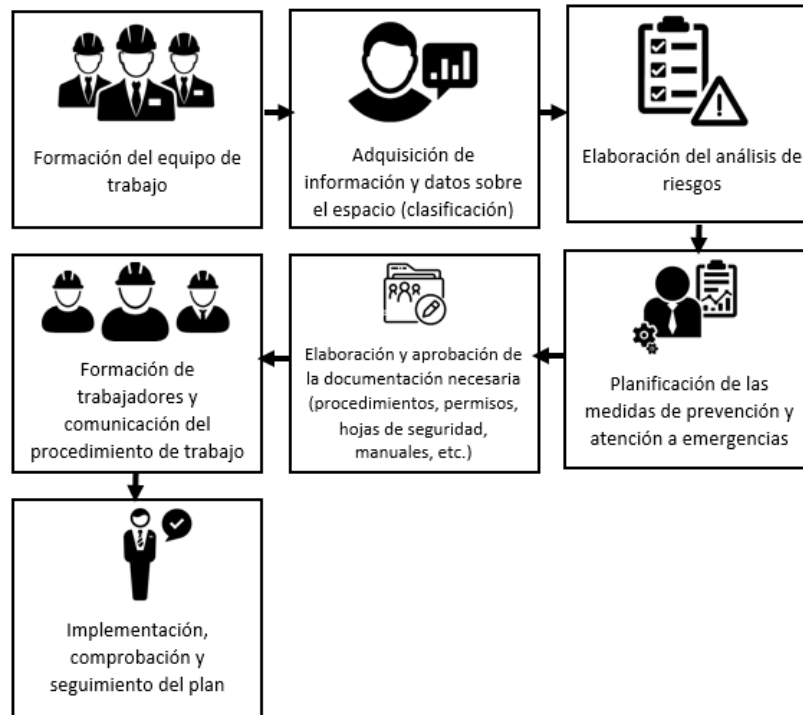 Formación del equipo de
trabajo
Adquisición de
información y datos sobre
el espacio (clasificación)
Elaboración del análisis de
riesgos
Planificación de las
medidas de prevención y
atención a emergencias
Elaboración y aprobación de
la documentación necesaria
(procedimientos, permisos,
hojas de seguridad,
manuales, etc.)
Formación de
trabajadores y
comunicación del
procedimiento de trabajo
Implementación,
comprobación y
seguimiento del plan